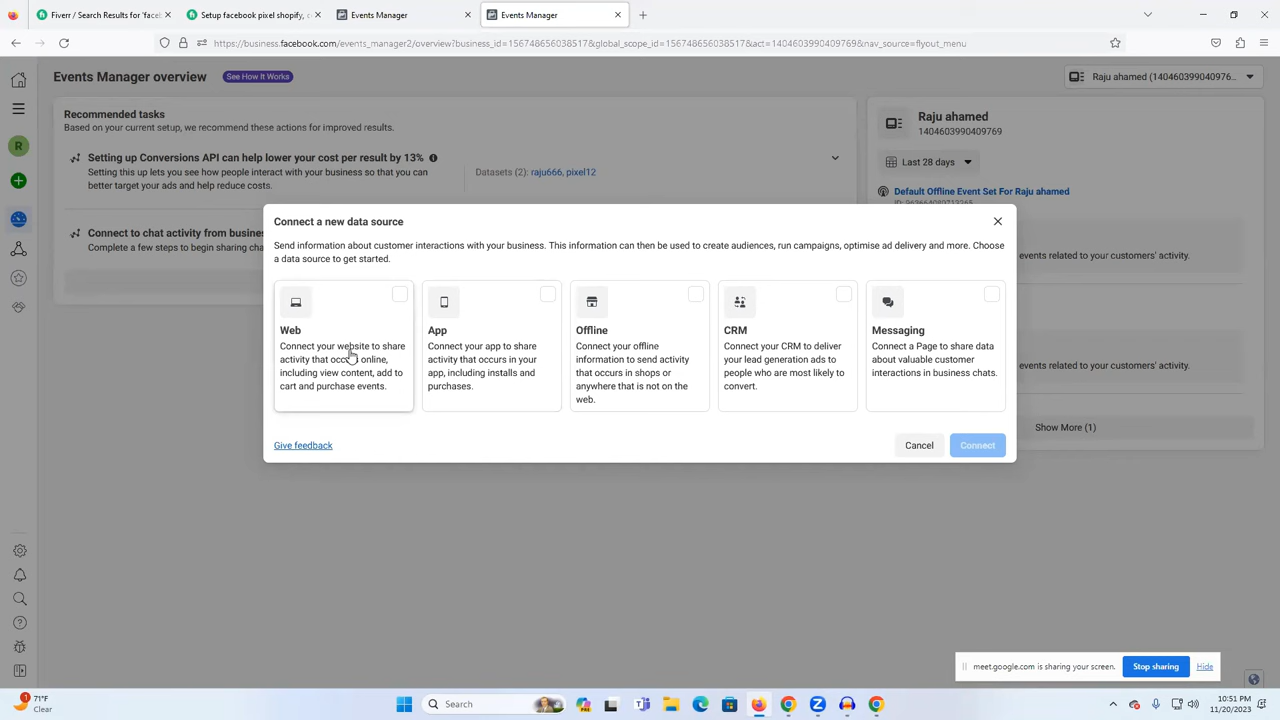 Fiverr / Search Results for 'facet
Setup facebook pixel shopify, c
Events Manager
Events Manager
https://business.facebook.com/events_manager2/overview?business_id=156748656038517&global_scope_id=156748656038517&act=1404603990409769&nav_source=flyout_menu
Events Manager overview
See How It Works
Raju ahamed (140460399040976...
R
Recommended tasks
Based on your current setup, we recommend these actions for improved results.
Setting up Conversions API can help lower your cost per result by 13%
Setting this up lets you see how people interact with your business so that you can
better target your ads and help reduce costs.
Datasets (2): raju666, pixel12
Connect to chat activity from busines
Complete a few steps to begin sharing cha
Raju ahamed
1404603990409769
Last 28 days
Default Offline Event Set For Raju ahamed
events related to your customers' activity.
events related to your customers' activity.
Show More (1)
Connect a new data source
Send information about customer interactions with your business. This information can then be used to create audiences, run campaigns, optimise ad delivery and more. Choose
a data source to get started.
Web
Connect your website to share
activity that occurs online,
including view content, add to
cart and purchase events.
App
Connect your app to share
activity that occurs in your
app, including installs and
purchases.
Offline
Connect your offline
information to send activity
that occurs in shops or
anywhere that is not on the
web.
CRM
Connect your CRM to deliver
your lead generation ads to
people who are most likely to
convert.
Messaging
Connect a Page to share data
about valuable customer
interactions in business chats.
Give feedback
Cancel
Connect
meet.google.com is sharing your screen.
Stop sharing
Hide
1
71°F
Clear
Search
10:51 PM
11/20/2023